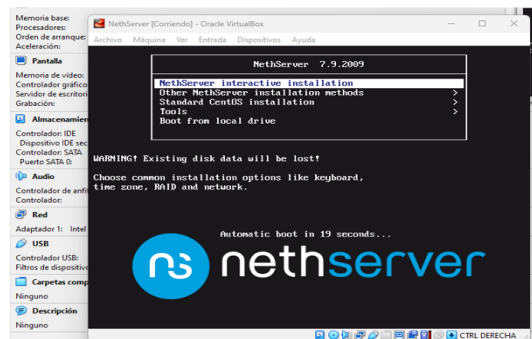 Memoria base:
Procesadores:
Orden de arranque:
Aceleración:
Pantalla
Memoria de vídeo:
Controlador gráfico
Servidor de escritori
Grabación:
Almacenamien
Controlador: IDE
Dispositivo IDE sec
Controlador: SATA
Puerto SATA 0:
Audio
Controlador de anfi
Controlador:
Red
Adaptador 1: Intel
USB
Controlador USB:
Filtros de dispositivo
Carpetas comp
Ninguno
Descripción
Ninguno
NethServer [Corriendo] - Oracle VirtualBox
Archivo Máquina Ver Entrada Dispositivos Ayuda
NethServer 7.9.2009
NethServer interactive installation
Other NethServer installation methods >
Standard CentOS installation >
Tools >
Boot from local drive
WARNING! Existing disk data will be lost!
Choose common installation options like keyboard,
time zone, RAID and network.
Automatic boot in 19 seconds...
ns nethserver
CTRL DERECHA